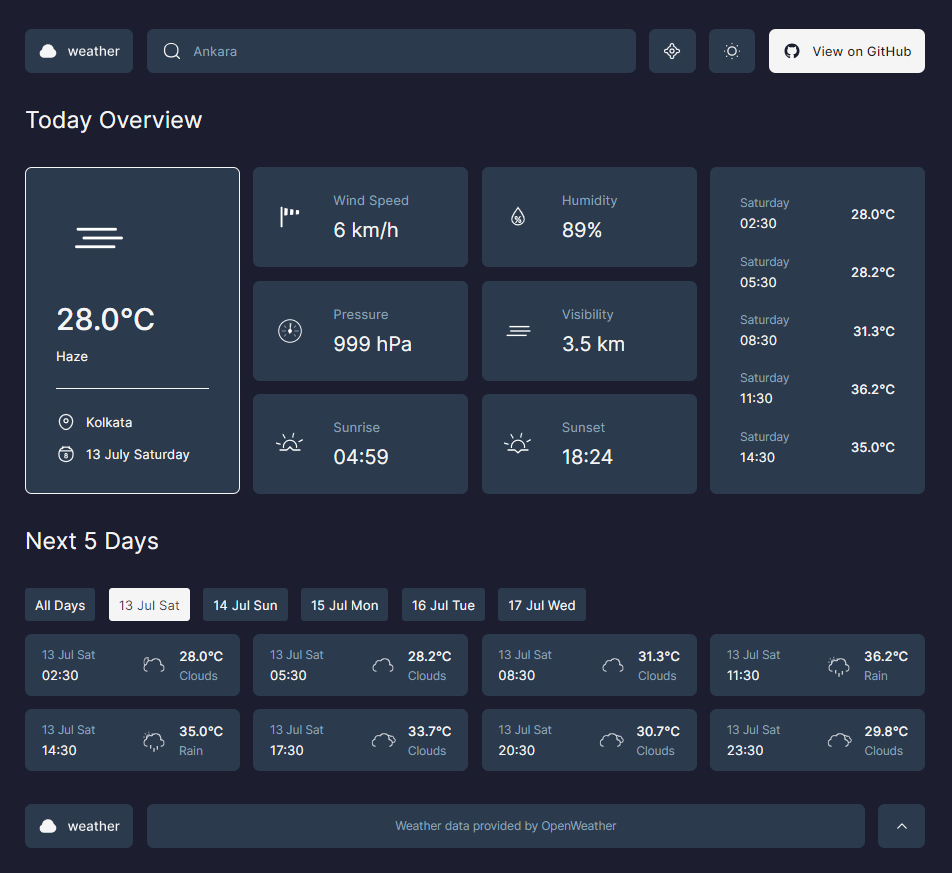 weather
Ankara
View on GitHub
Today Overview
28.0°C
Haze
Kolkata
8
13 July Saturday
Wind Speed
6 km/h
%
Humidity
89%
Pressure
999 hPa
Visibility
3.5 km
Sunrise
04:59
Sunset
18:24
Saturday
02:30
28.0°C
Saturday
05:30
28.2°C
Saturday
08:30
31.3°C
Saturday
11:30
36.2°C
Saturday
14:30
35.0°C
Next 5 Days
All Days
13 Jul Sat
14 Jul Sun
15 Jul Mon
16 Jul Tue
17 Jul Wed
13 Jul Sat
02:30
28.0°C
Clouds
13 Jul Sat
05:30
28.2°C
Clouds
13 Jul Sat
08:30
31.3°C
Clouds
13 Jul Sat
11:30
36.2°C
Rain
13 Jul Sat
14:30
35.0°C
Rain
13 Jul Sat
17:30
33.7°C
Clouds
13 Jul Sat
20:30
30.7°C
Clouds
13 Jul Sat
23:30
29.8°C
Clouds
weather
Weather data provided by OpenWeather